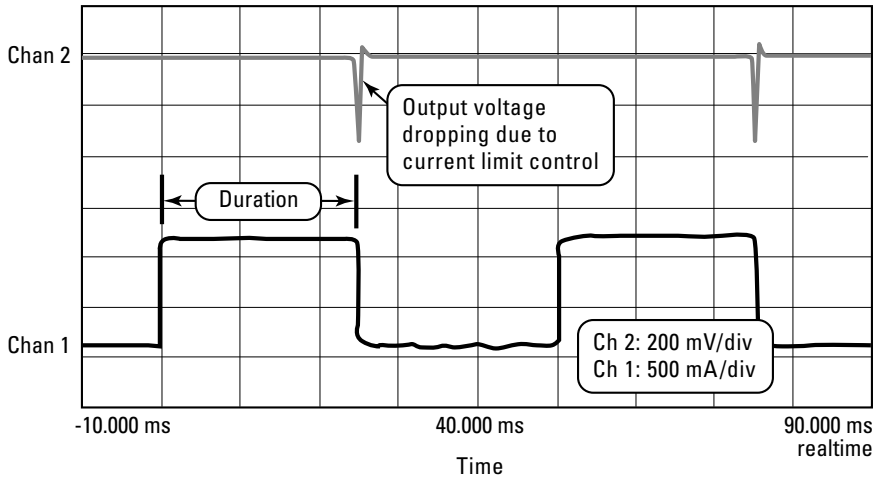 Chan 2
Output voltage
dropping due to
current limit control
Duration
Chan 1
Ch 2: 200 mV/div
Ch 1: 500 mA/div
-10.000 ms
40.000 ms
90.000 ms
realtime
Time